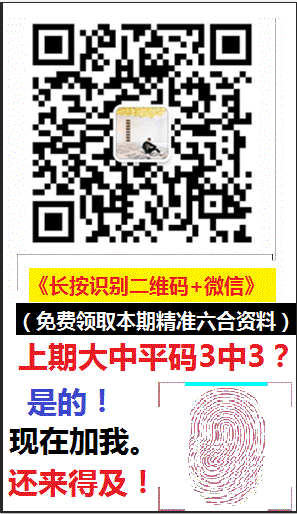 《长按识别二维码+微信》
（免费领取本期精准六合资料）
上期大中平码3中3？
是的！
现在加我。
还来得及！